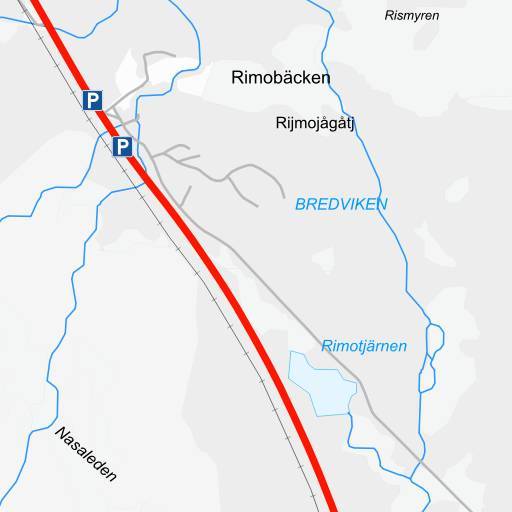 Rismyren
Rimobäcken
P
Rijmojågåtj
P
BREDVIKEN
Rimotjärnen
Nasaleden